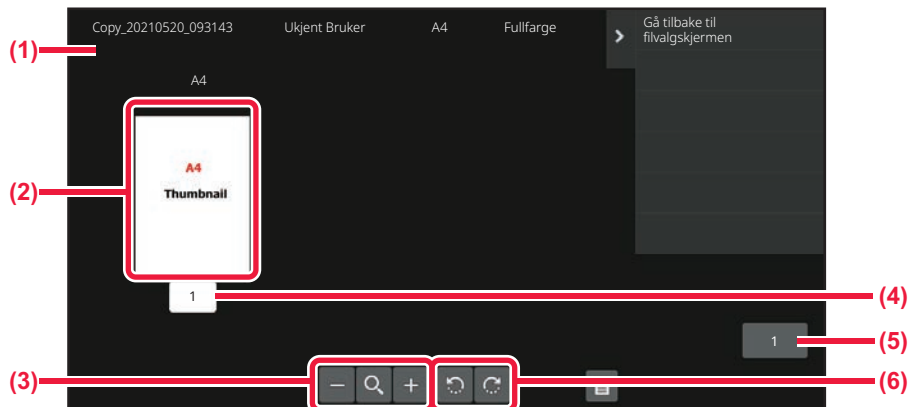 Copy_20210520_093143 Ukjent Bruker A4 Fullfarge
Gå tilbake til
filvalgskjermen
(1)
A4
A4
Thumbnail
(2)
1
(4)
1
(5)
(3)
(6)